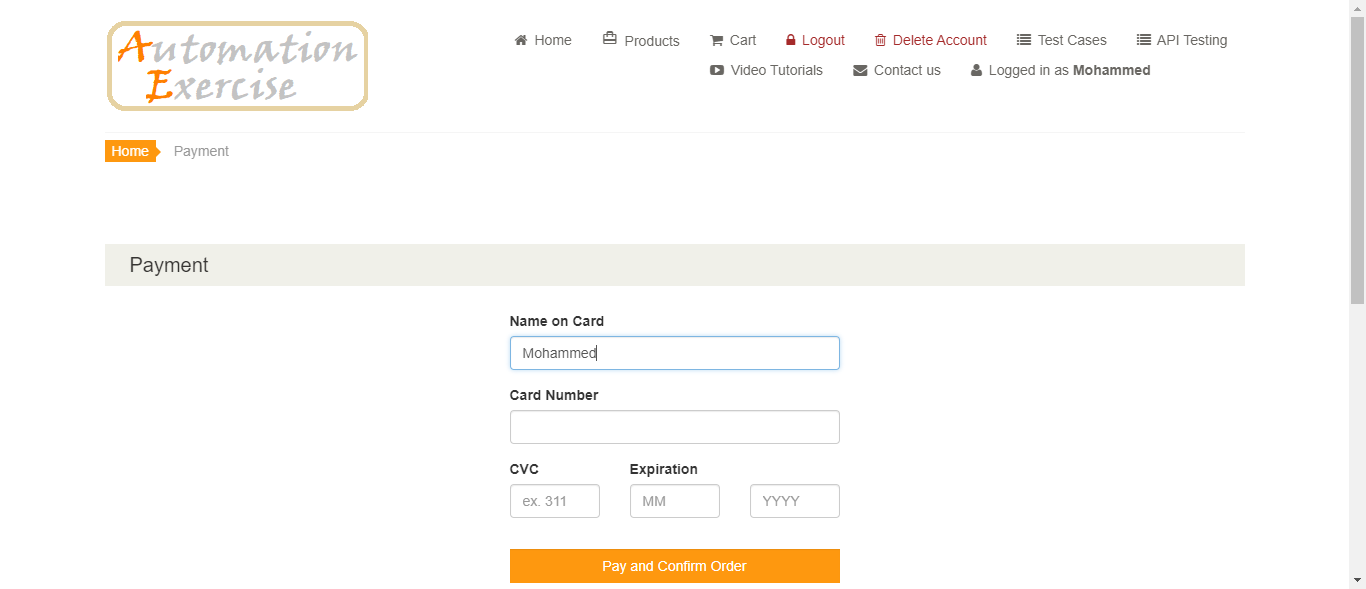 Automation
Exercise
Home Products Cart Logout Delete Account Test Cases API Testing
Video Tutorials Contact us Logged in as Mohammed
Home Payment
Payment
Name on Card
Mohammed
Card Number
CVC Expiration
ex. 311 MM YYYY
Pay and Confirm Order